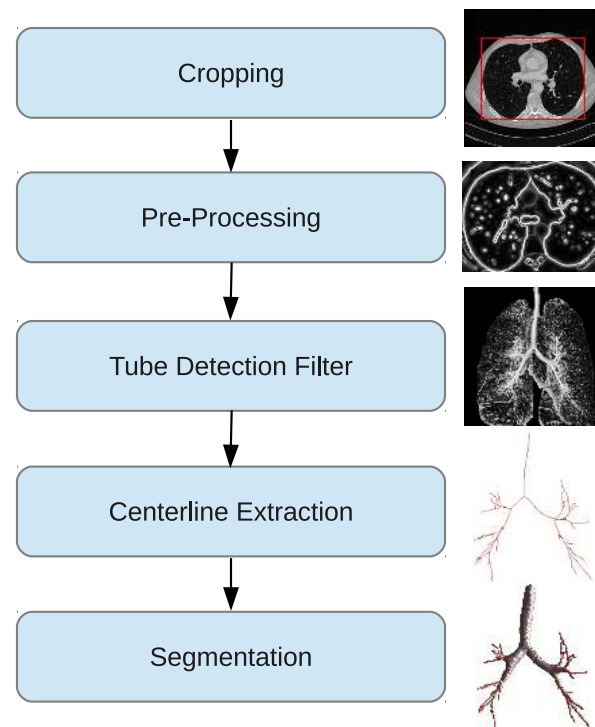 Cropping
Pre-Processing
Tube Detection Filter
Centerline Extraction
Segmentation